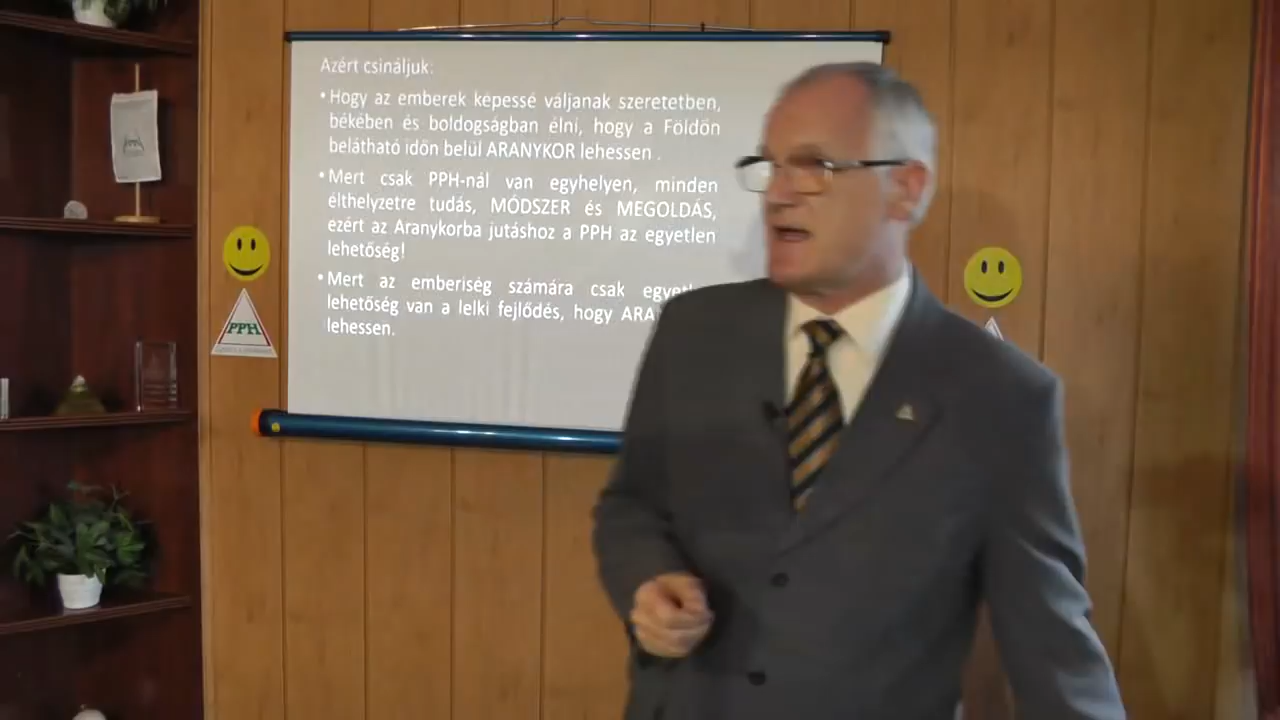 Azért csináljuk:
•Hogy az emberek képessé váljanak szeretetben,
békében és boldogságban élni, hogy a Földön
belátható időn belül ARANYKOR lehessen .
•Mert csak PPH-nál van egyhelyen, minden
élthelyzetre tudás, MÓDSZER és MEGOLDÁS,
ezért az Aranykorba jutáshoz a PPH az egyetlen
lehetőség!
•Mert az emberiség számára csak
lehetőség van a lelki fejlődés, hogy
lehessen.
PPH